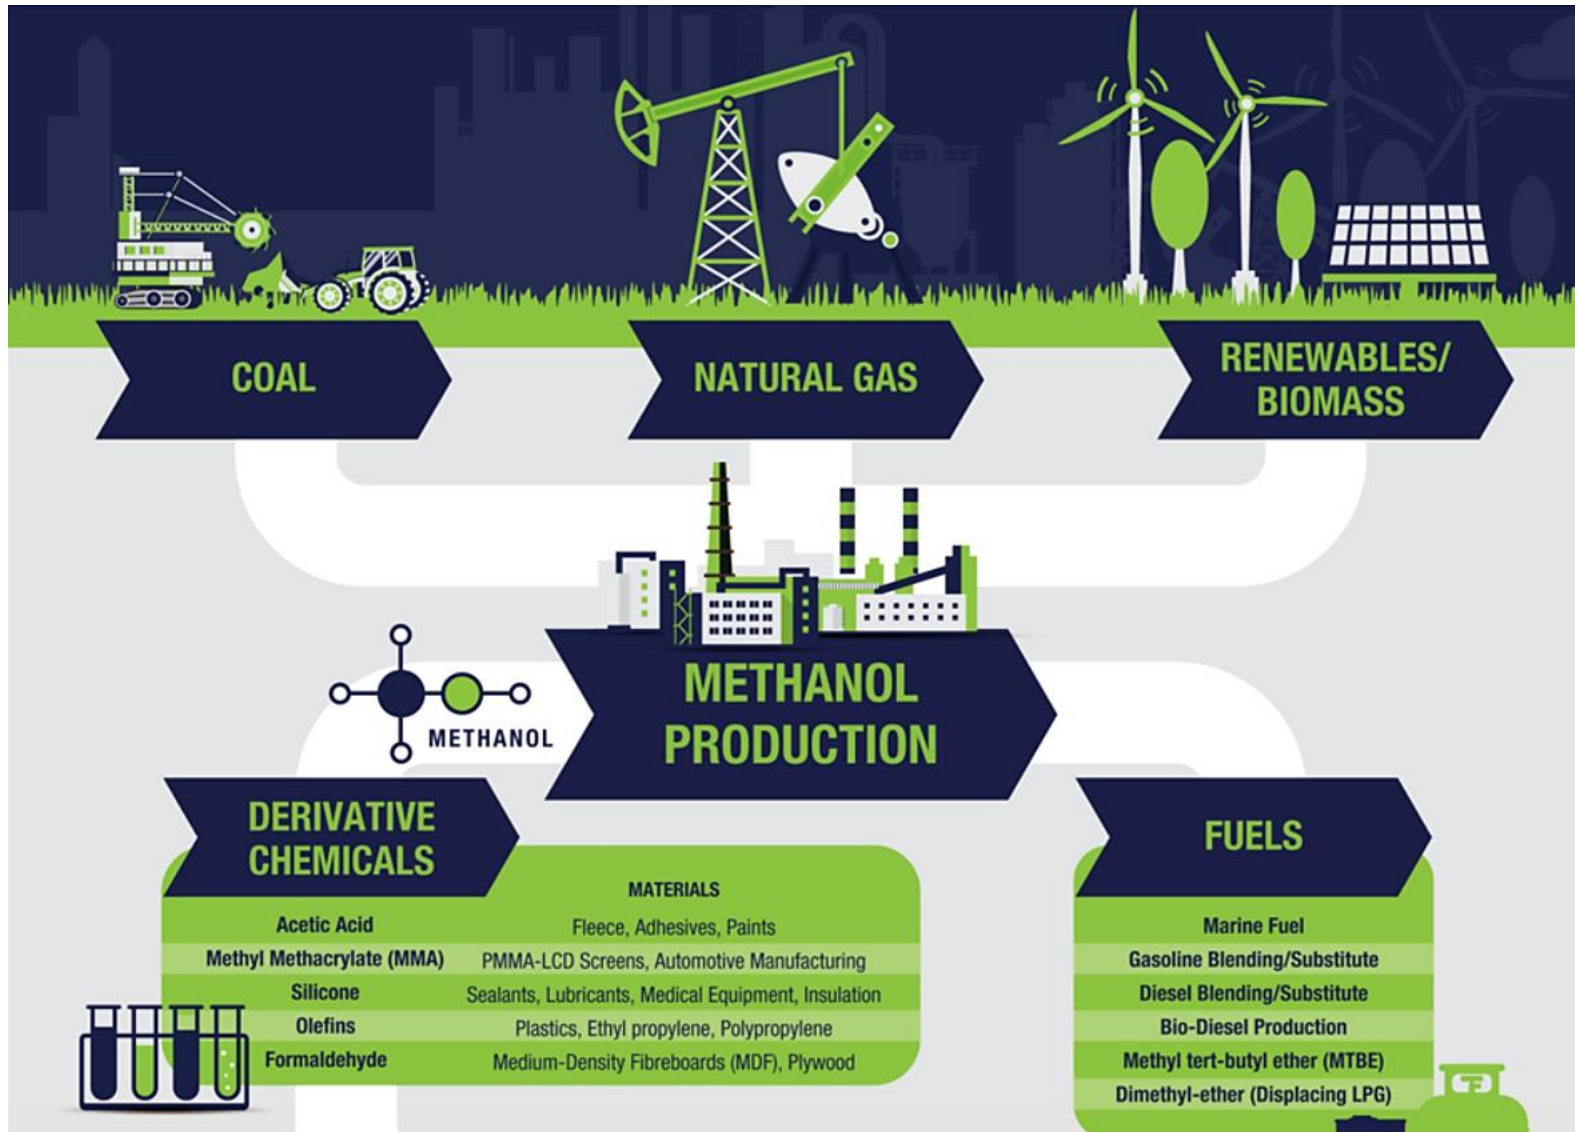 COAL
NATURAL GAS
RENEWABLES/
BIOMASS
METHANOL
METHANOL
PRODUCTION
DERIVATIVE
CHEMICALS
MATERIALS
Acetic Acid Fleece, Adhesives, Paints
Methyl Methacrylate (MMA) PMMA-LCD Screens, Automotive Manufacturing
Silicone Sealants, Lubricants, Medical Equipment, Insulation
Olefins Plastics, Ethyl propylene, Polypropylene
Formaldehyde Medium-Density Fibreboards (MDF), Plywood
FUELS
Marine Fuel
Gasoline Blending/Substitute
Diesel Blending/Substitute
Bio-Diesel Production
Methyl tert-butyl ether (MTBE)
Dimethyl-ether (Displacing LPG)